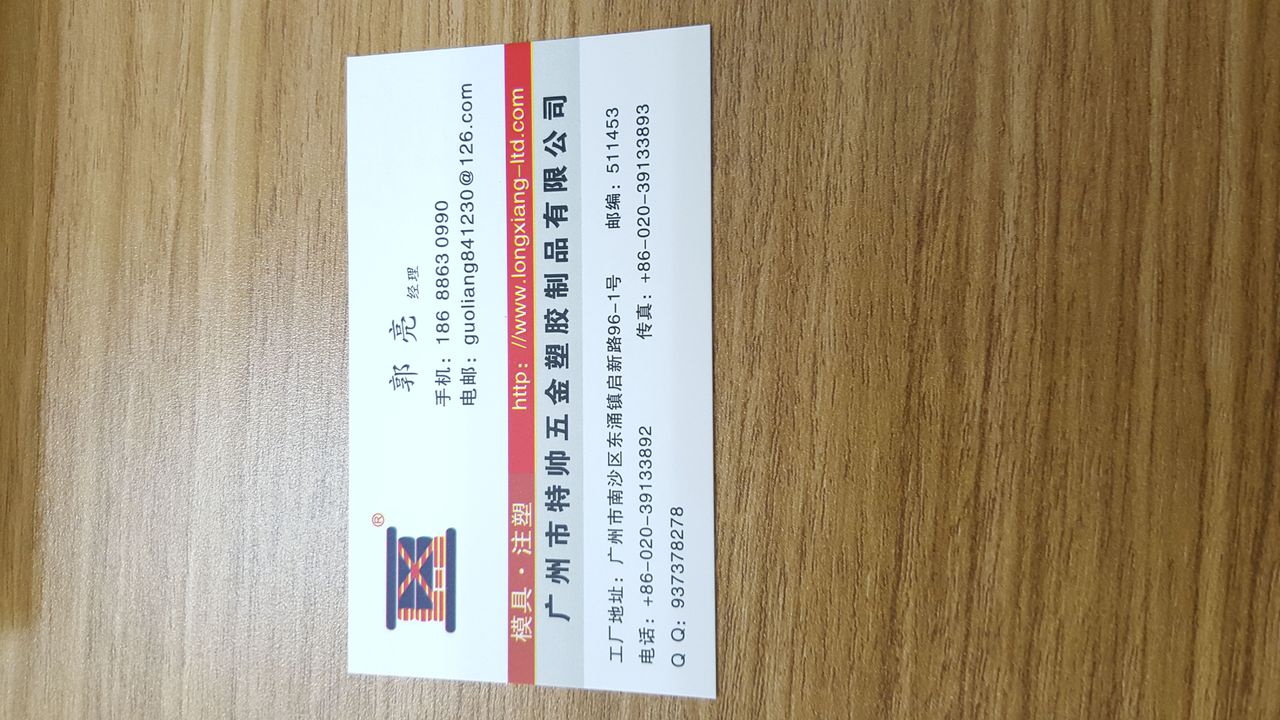 ®
郭 亮 经理
手机：186 8863 0990
电邮：guoliang841230@126.com
模具·注塑 http：//www.longxiang-ltd.com
广州市特帅五金塑胶制品有限公司
工厂地址：广州市南沙区东涌镇启新路96-1号 邮编：511453
电话：+86-020-39133892 传真：+86-020-39133893
Q Q：937378278